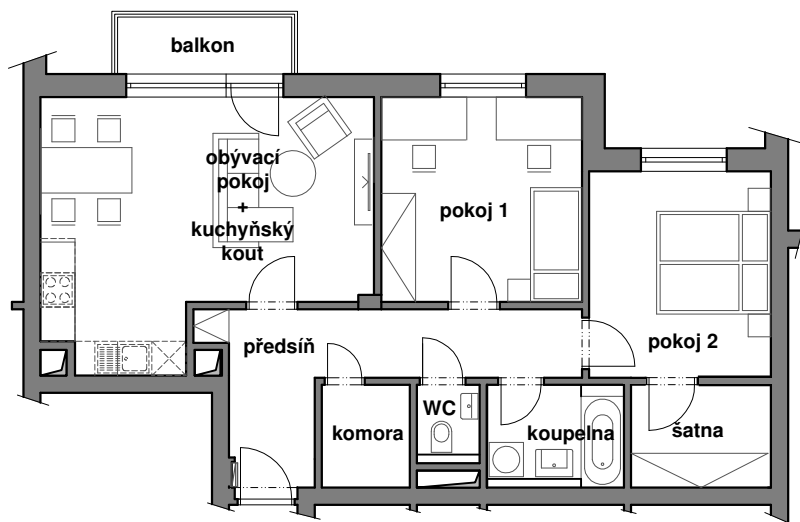 balkon
obývací
pokoj
+
kuchyňský
kout
pokoj 1
předsíň
pokoj 2
komora
WC
koupelna
šatna